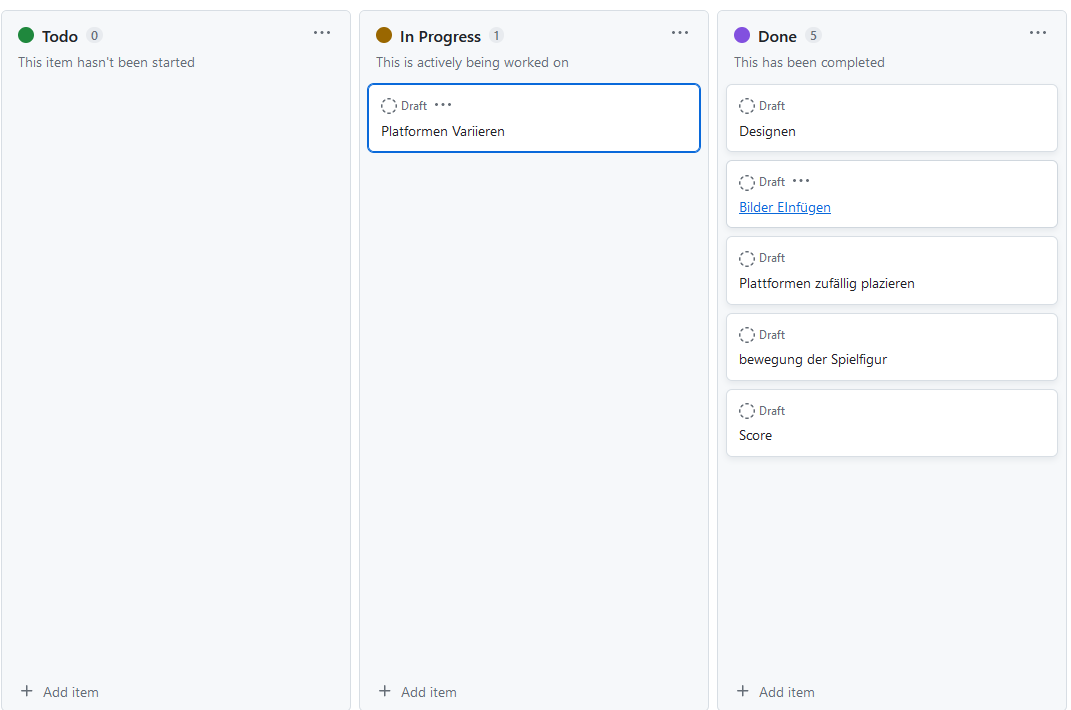 Todo 0
This item hasn't been started
Add item
In Progress 1
This is actively being worked on
Draft
Platformen Variieren
Add item
Done 5
This has been completed
Draft
Designen
Draft
Bilder EInfügen
Draft
Plattformen zufällig plazieren
Draft
bewegung der Spielfigur
Draft
Score
Add item